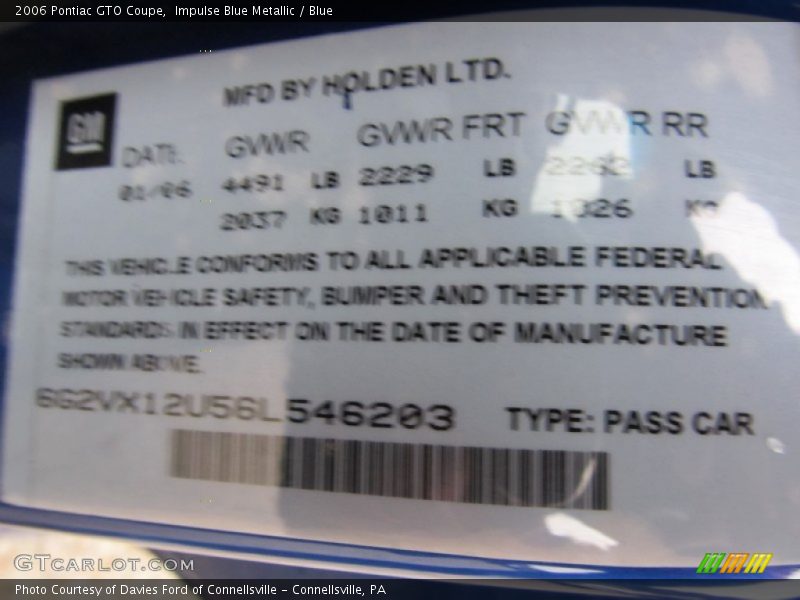 2006 Pontiac GTO Coupe, Impulse Blue Metallic / Blue
MFD BY HOLDEN LTD.
GM
DATE GVWR GVWR FRT GVWR RR
01/06 4491 LB 2229 LB 2262 LB
2037 KG 1011 KG 1026 KG
THIS VEHICLE CONFORMS TO ALL APPLICABLE FEDERAL
MOTOR VEHICLE SAFETY, BUMPER AND THEFT PREVENTION
STANDARDS IN EFFECT ON THE DATE OF MANUFACTURE
SHOWN ABOVE.
6G2VX12U56L546203 TYPE: PASS CAR
GTCARLOT.COM
Photo Courtesy of Davies Ford of Connellsville - Connellsville, PA